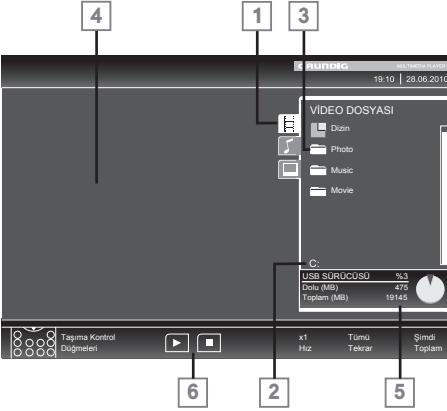 4 1 3
GRUNDIG MULTIMEDIA PLAYER
19:10 | 28.06.2010
VİDEO DOSYASI
Dizin
Photo
Music
Movie
C:
USB SÜRÜCÜSÜ %3
Dolu (MB) 475
Toplam (MB) 19145
Taşıma Kontrol
Düğmeleri
x1 Tümü Şimdi
Hız Tekrar Toplam
6 2 5